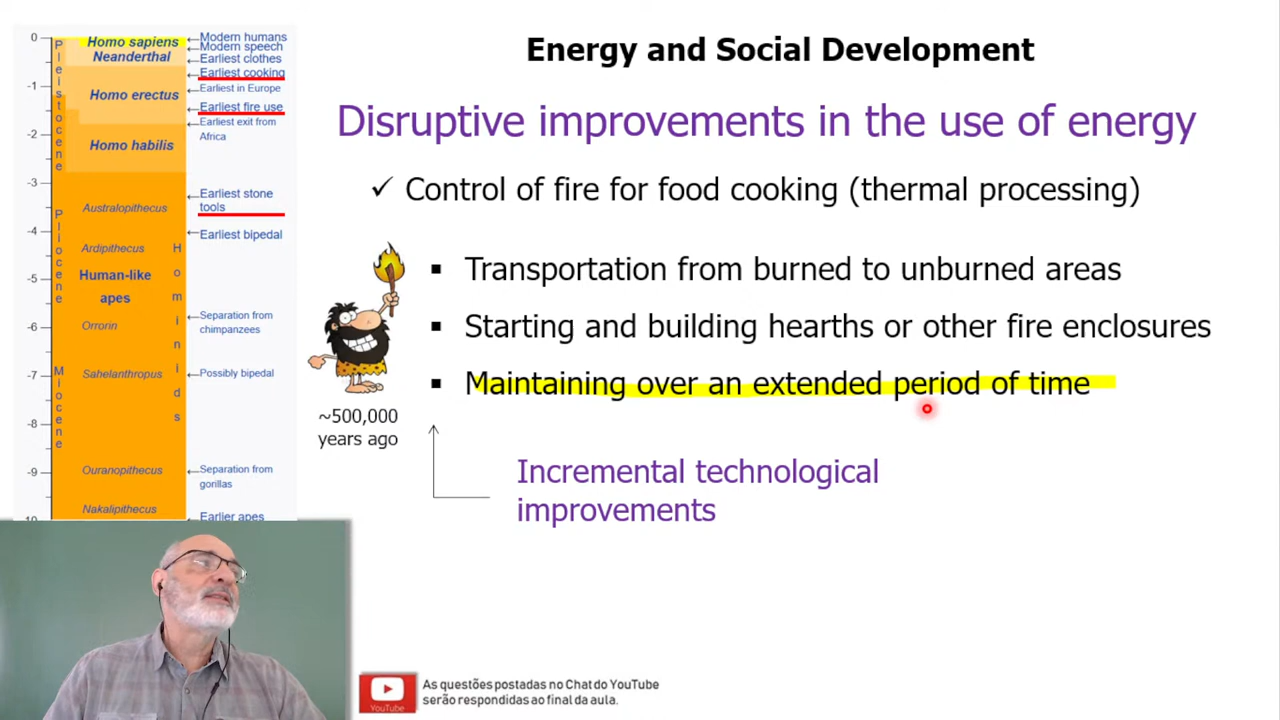 Energy and Social Development
Disruptive improvements in the use of energy
✓ Control of fire for food cooking (thermal processing)
▪ Transportation from burned to unburned areas
▪ Starting and building hearths or other fire enclosures
▪ Maintaining over an extended period of time
~500,000
years ago
Incremental technological
improvements
0
-1
-2
-3
-4
-5
-6
-7
-8
-9
10
Pleistocene
Pliocene
Miocene
Hominids
Homo sapiens
Neanderthal
Homo erectus
Homo habilis
Australopithecus
Ardipithecus
Human-like
apes
Orrorin
Sahelanthropus
Ouranopithecus
Nakalipithecus
Modern humans
Modern speech
Earliest clothes
Earliest cooking
Earliest in Europe
Earliest fire use
Earliest exit from
Africa
Earliest stone
tools
Earliest bipedal
Separation from
chimpanzees
Possibly bipedal
Separation from
gorillas
Earlier apes
YouTube
As questões postadas no Chat do YouTube
serão respondidas ao final da aula.